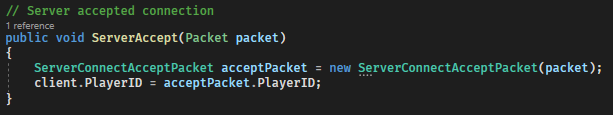 // Server accepted connection
1 reference
public void ServerAccept(Packet packet)
{
ServerConnectAcceptPacket acceptPacket = new ServerConnectAcceptPacket(packet);
client.PlayerID = acceptPacket.PlayerID;
}